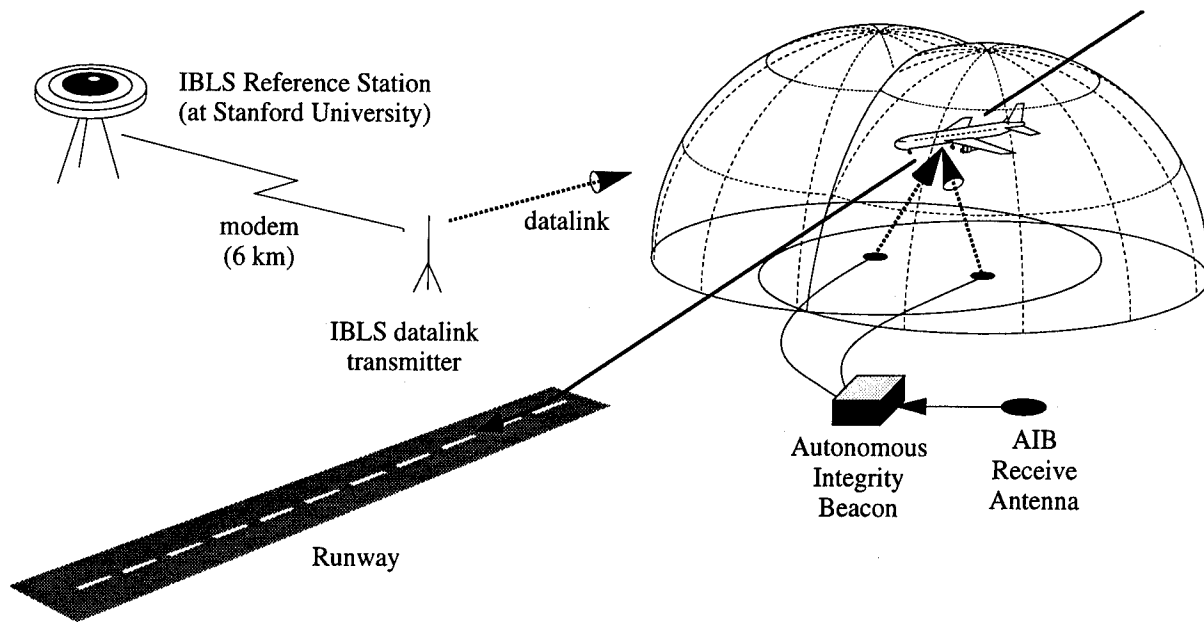 IBLS Reference Station
(at Stanford University)
modem
(6 km)
datalink
IBLS datalink
transmitter
Autonomous
Integrity
Beacon
AIB
Receive
Antenna
Runway